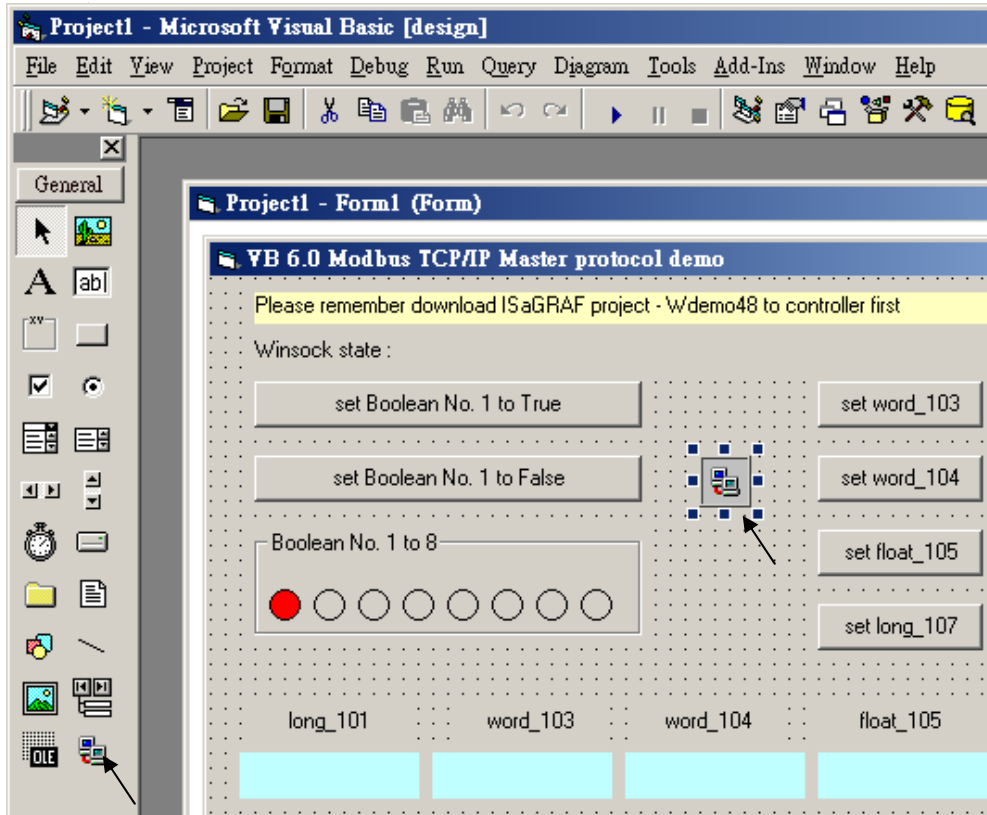 Project1 - Microsoft Visual Basic [design]
File Edit View Project Format Debug Run Query Diagram Tools Add-Ins Window Help
General
Project1 - Form1 (Form)
A
ab|
VB 6.0 Modbus TCP/IP Master protocol demo
Please remember download ISaGRAF project - Wdemo48 to controller first
xv
Winsock state :
set Boolean No. 1 to True
set word_103
set Boolean No. 1 to False
set word_104
Boolean No. 1 to 8
set float_105
set long_107
long_101 word_103 word_104 float_105
OLE